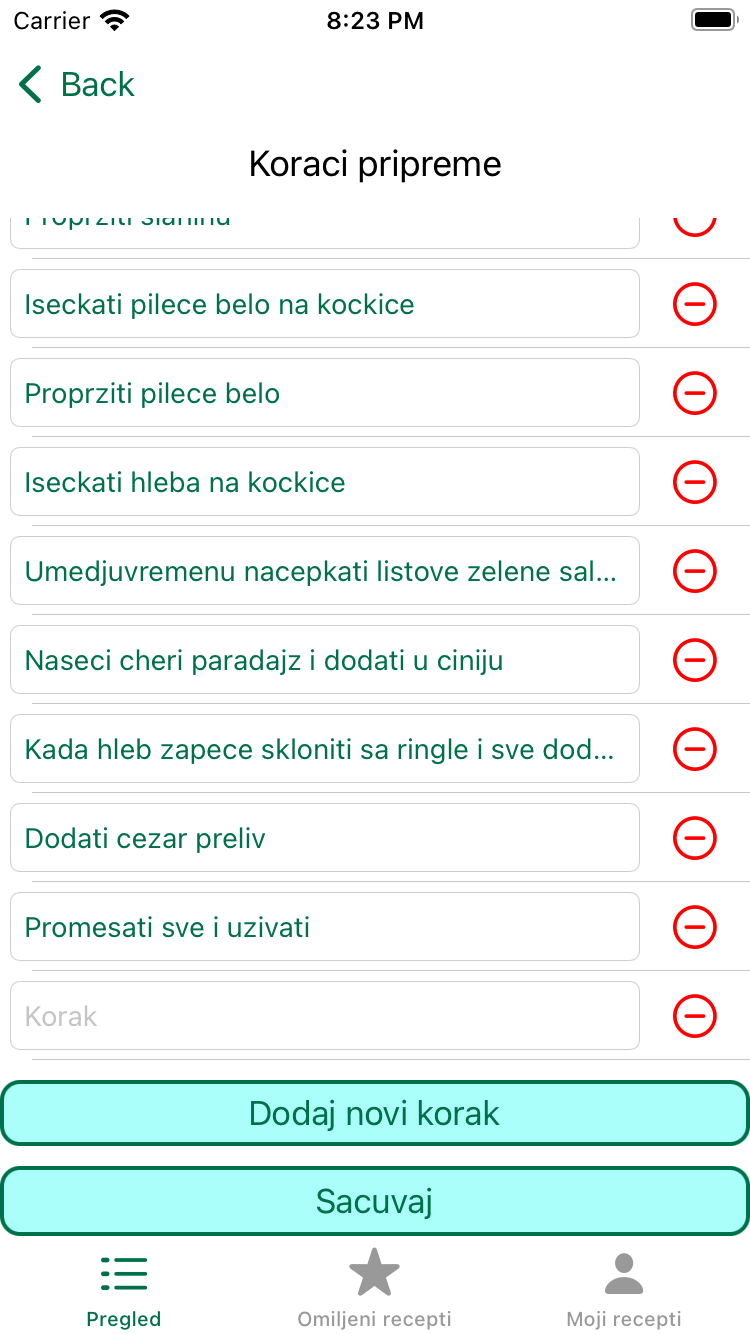 Carrier 8:23 PM
Back
Koraci pripreme
Proprziti slaninu
Iseckati pilece belo na kockice
Proprziti pilece belo
Iseckati hleba na kockice
Umedjuvremenu nacepkati listove zelene sal...
Naseci cheri paradajz i dodati u ciniju
Kada hleb zapece skloniti sa ringle i sve dod...
Dodati cezar preliv
Promesati sve i uzivati
Korak
Dodaj novi korak
Sacuvaj
Pregled Omiljeni recepti Moji recepti